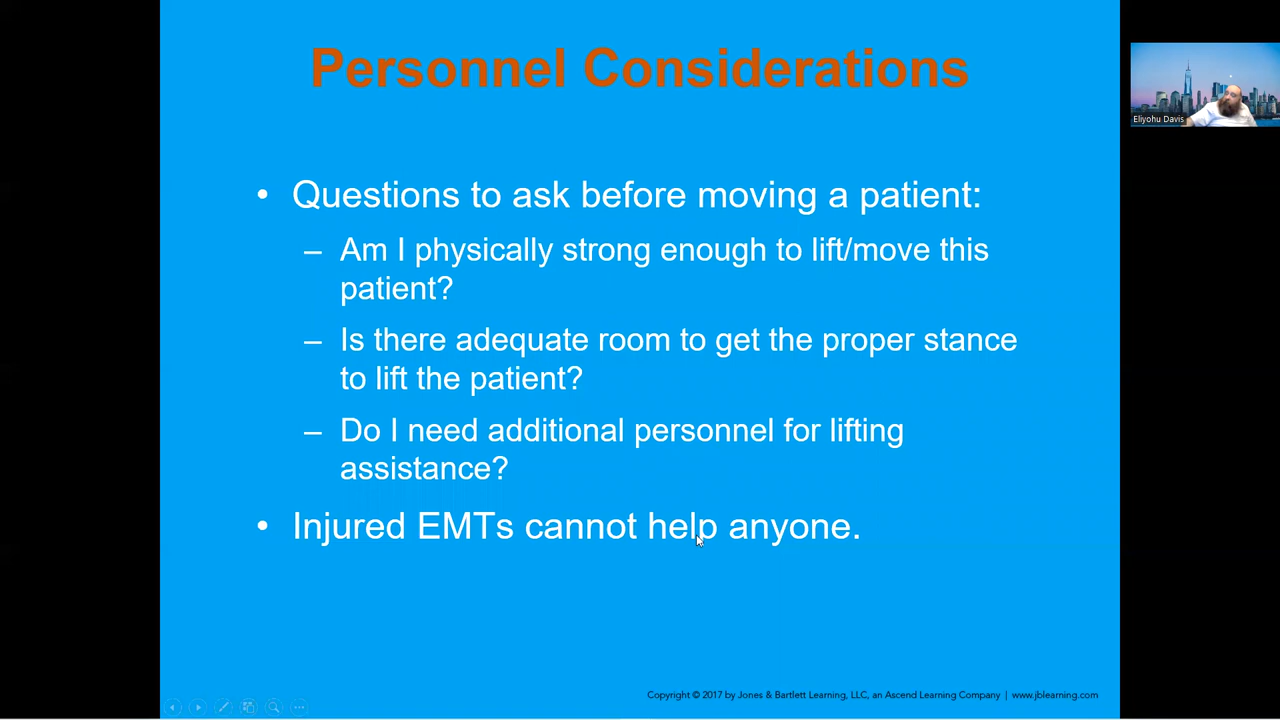 Personnel Considerations
• Questions to ask before moving a patient:
– Am I physically strong enough to lift/move this
patient?
– Is there adequate room to get the proper stance
to lift the patient?
– Do I need additional personnel for lifting
assistance?
• Injured EMTs cannot help anyone.
Copyright © 2017 by Jones & Bartlett Learning, LLC, an Ascend Learning Company | www.jblearning.com
Eliyohu Davis